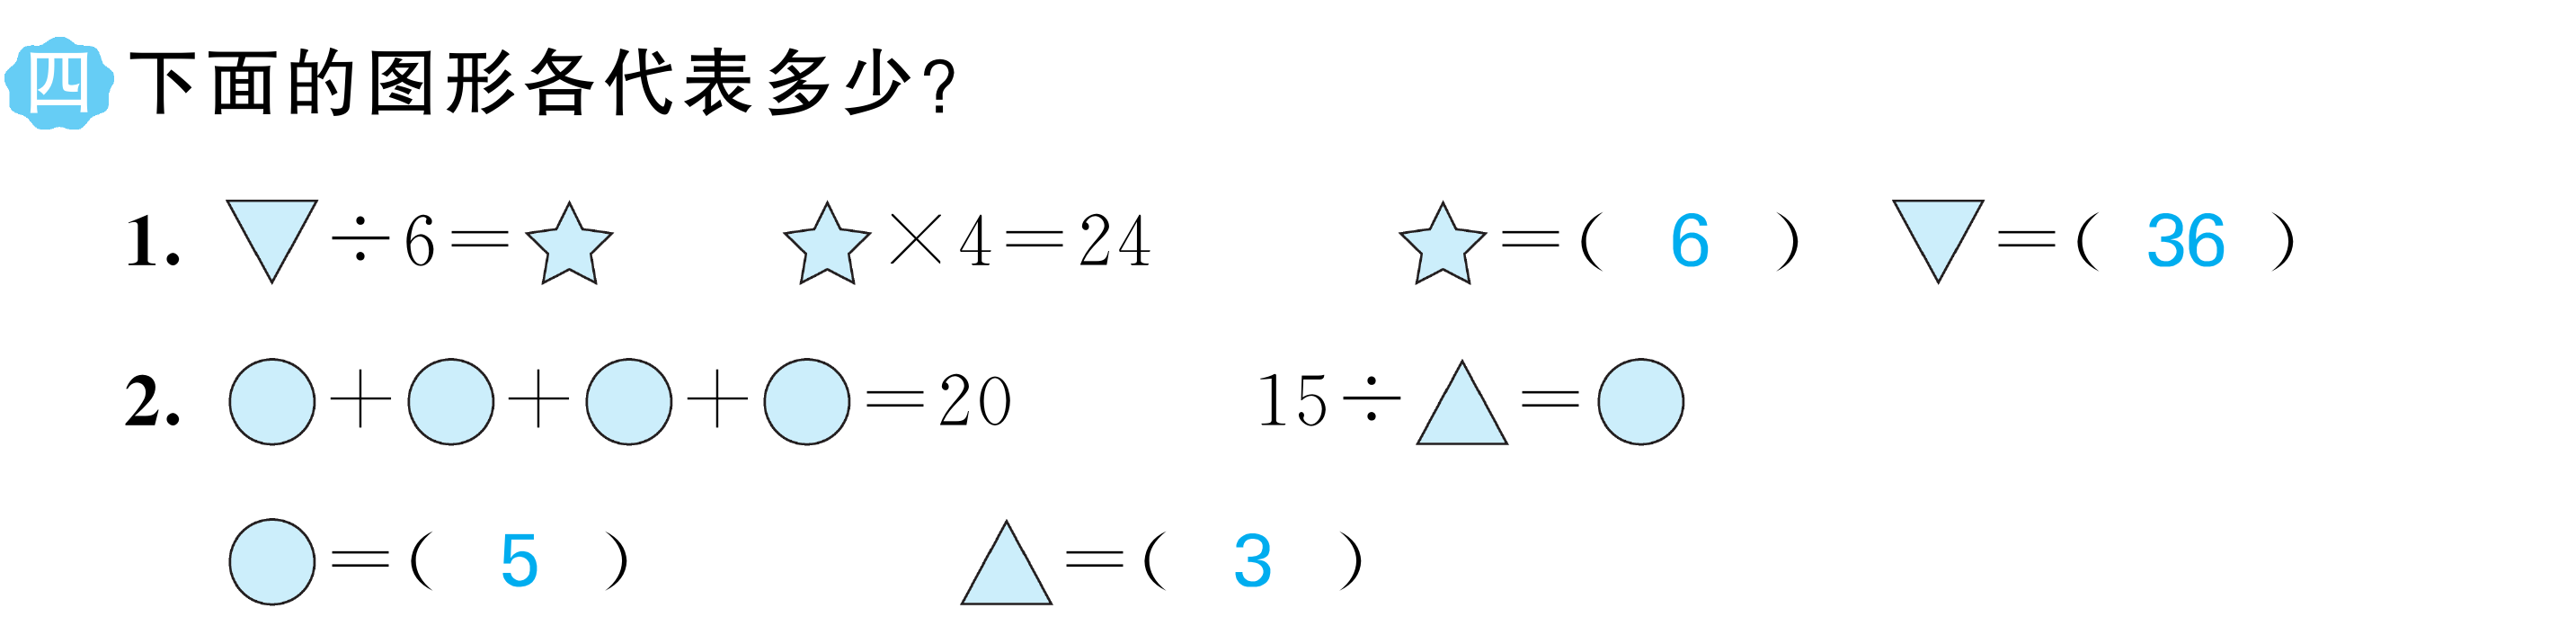 四 下面的图形各代表多少?
1. ▽÷6=☆ ☆×4=24 ☆=( 6 ) ▽=( 36 )
2. ○+○+○+○=20 15÷△=○
○=( 5 ) △=( 3 )